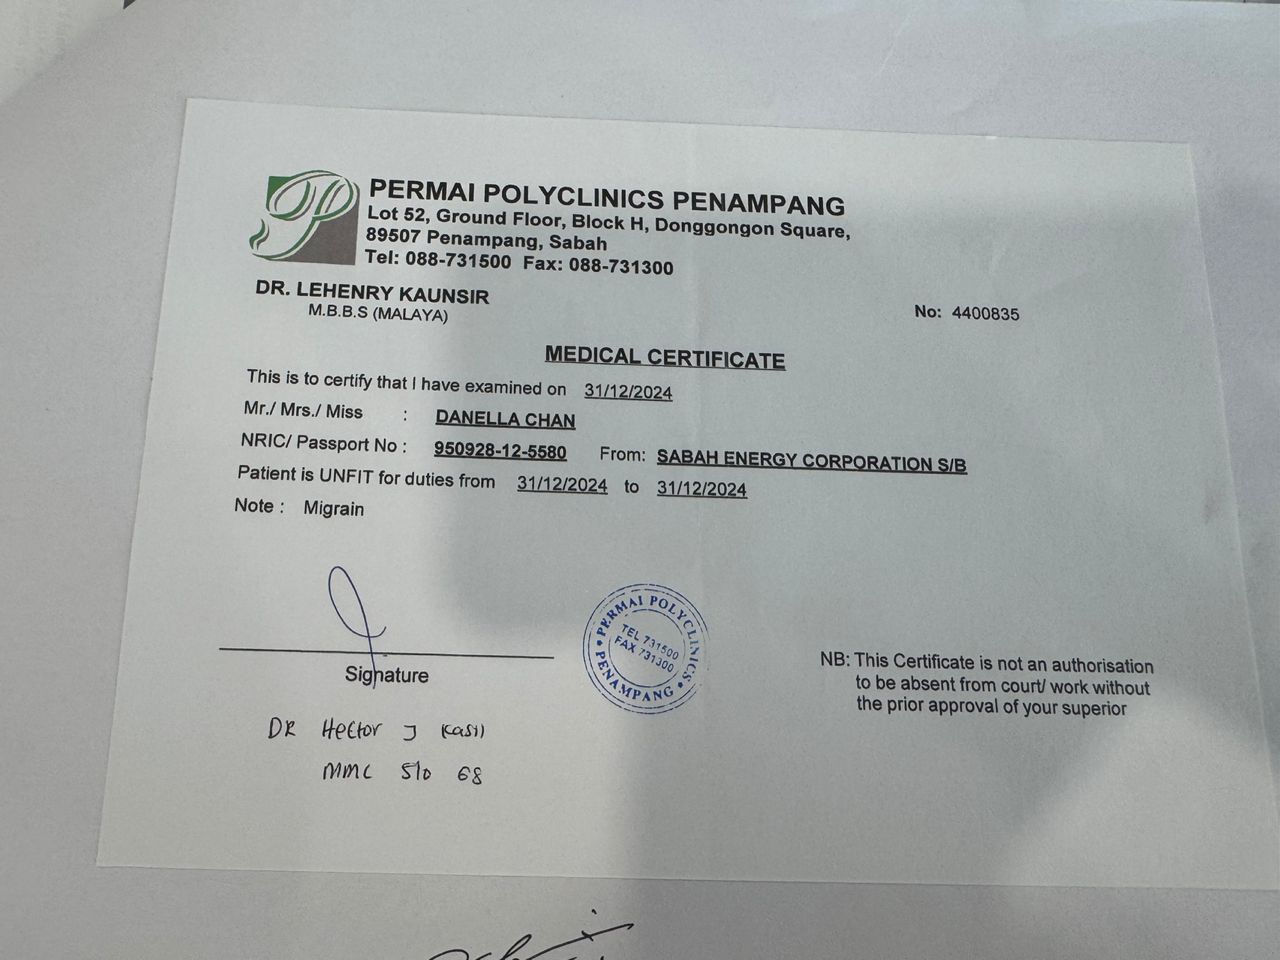 PERMAI POLYCLINICS PENAMPANG
Lot 52, Ground Floor, Block H, Donggongon Square,
89507 Penampang, Sabah
Tel: 088-731500 Fax: 088-731300
DR. LEHENRY KAUNSIR
M.B.B.S (MALAYA)
No: 4400835
MEDICAL CERTIFICATE
This is to certify that I have examined on 31/12/2024
Mr./ Mrs./ Miss : DANELLA CHAN
NRIC/ Passport No : 950928-12-5580 From: SABAH ENERGY CORPORATION S/B
Patient is UNFIT for duties from 31/12/2024 to 31/12/2024
Note : Migrain
PERMAI POLYCLINICS
TEL 731500
FAX 731300
PENAMPANG
Signature
NB: This Certificate is not an authorisation
to be absent from court/ work without
the prior approval of your superior
DR Hector J Kasil
MMC 510 68